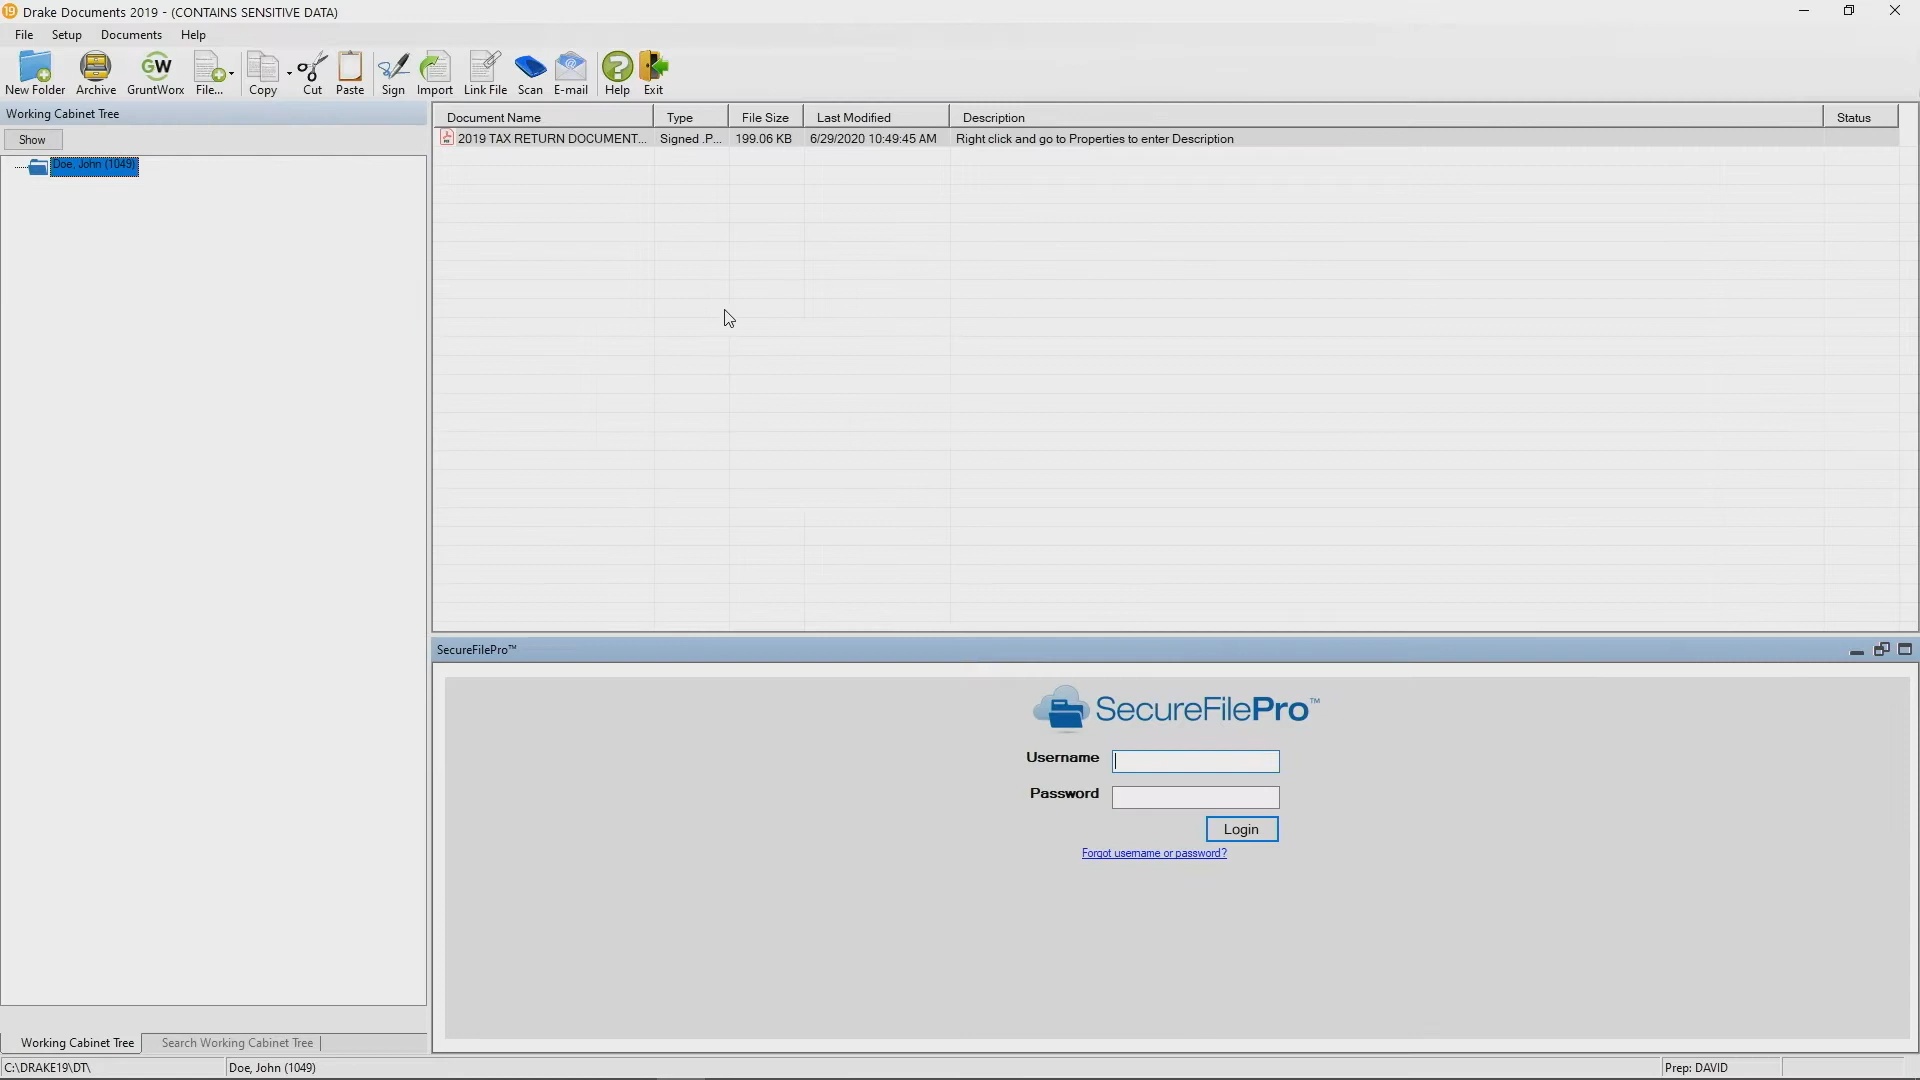 19 Drake Documents 2019 - (CONTAINS SENSITIVE DATA)
File Setup Documents Help
GW
New Folder Archive GruntWorx File... Copy Cut Paste Sign Import Link File Scan E-mail Help Exit
Working Cabinet Tree
Show
Doe, John (1049)
Document Name Type File Size Last Modified Description Status
2019 TAX RETURN DOCUMENT... Signed .P... 199.06 KB 6/29/2020 10:49:45 AM Right click and go to Properties to enter Description
SecureFilePro™
SecureFilePro™
Username
Password
Login
Forgot username or password?
Working Cabinet Tree Search Working Cabinet Tree
C:\DRAKE19\DT\ Doe, John (1049) Prep: DAVID